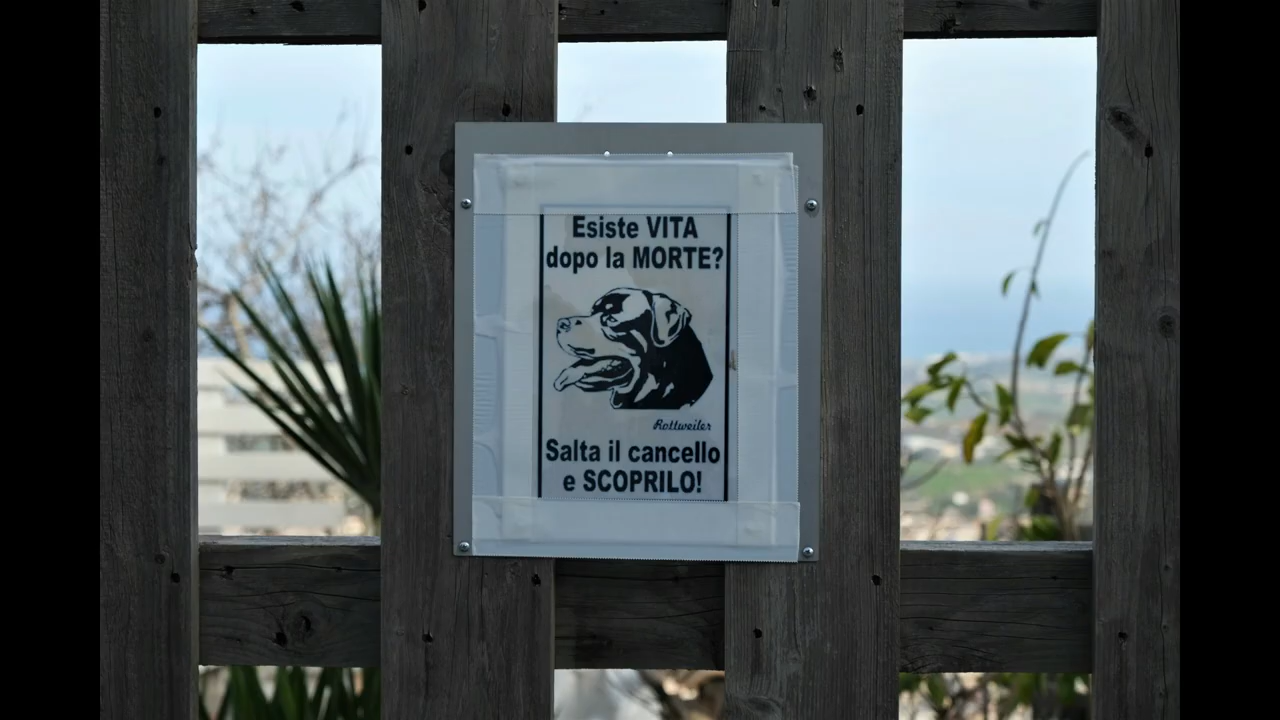 Esiste VITA
dopo la MORTE?
Rottweiler
Salta il cancello
e SCOPRILO!